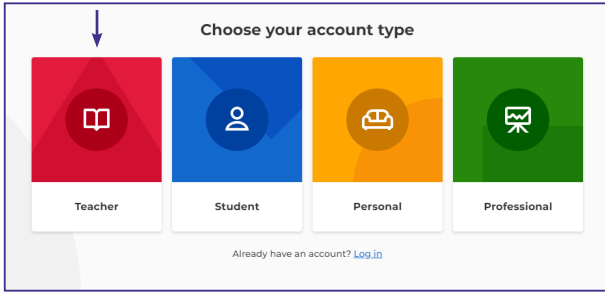 Choose your account type
Teacher
Student
Personal
Professional
Already have an account? Log in